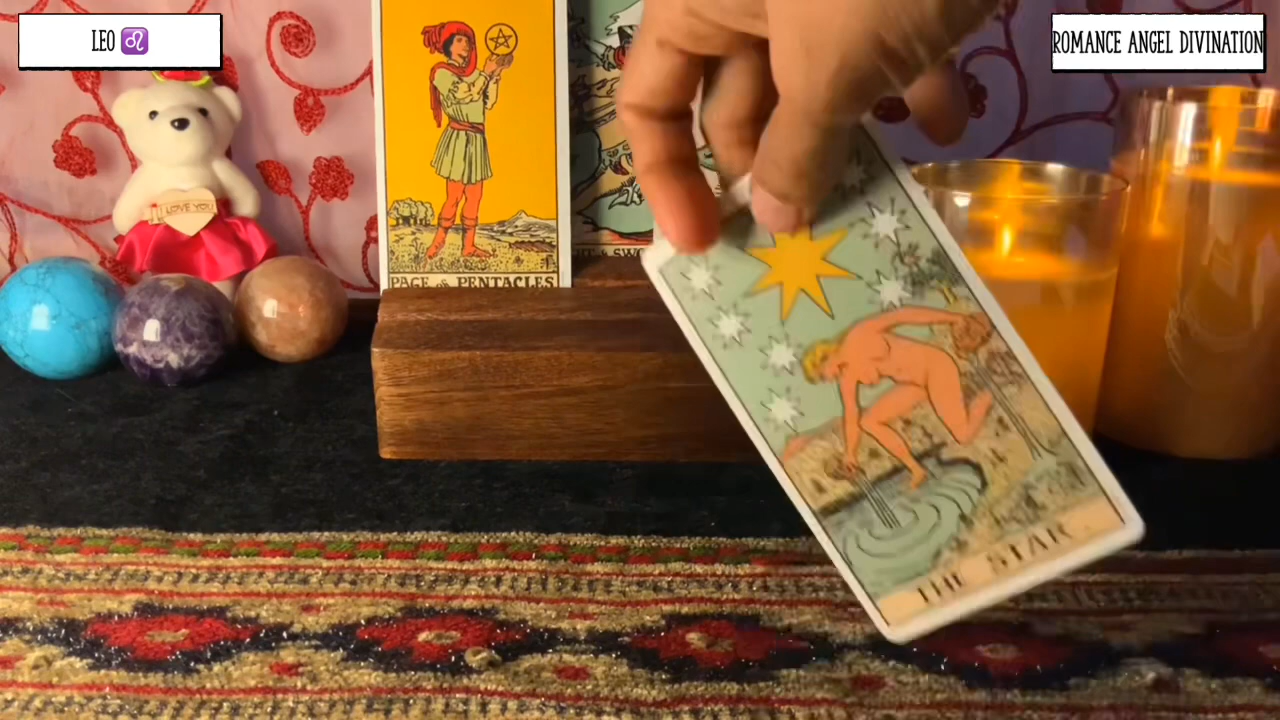 LEO ♌
ROMANCE ANGEL DIVINATION
I LOVE YOU
PAGE of PENTACLES
THE STAR